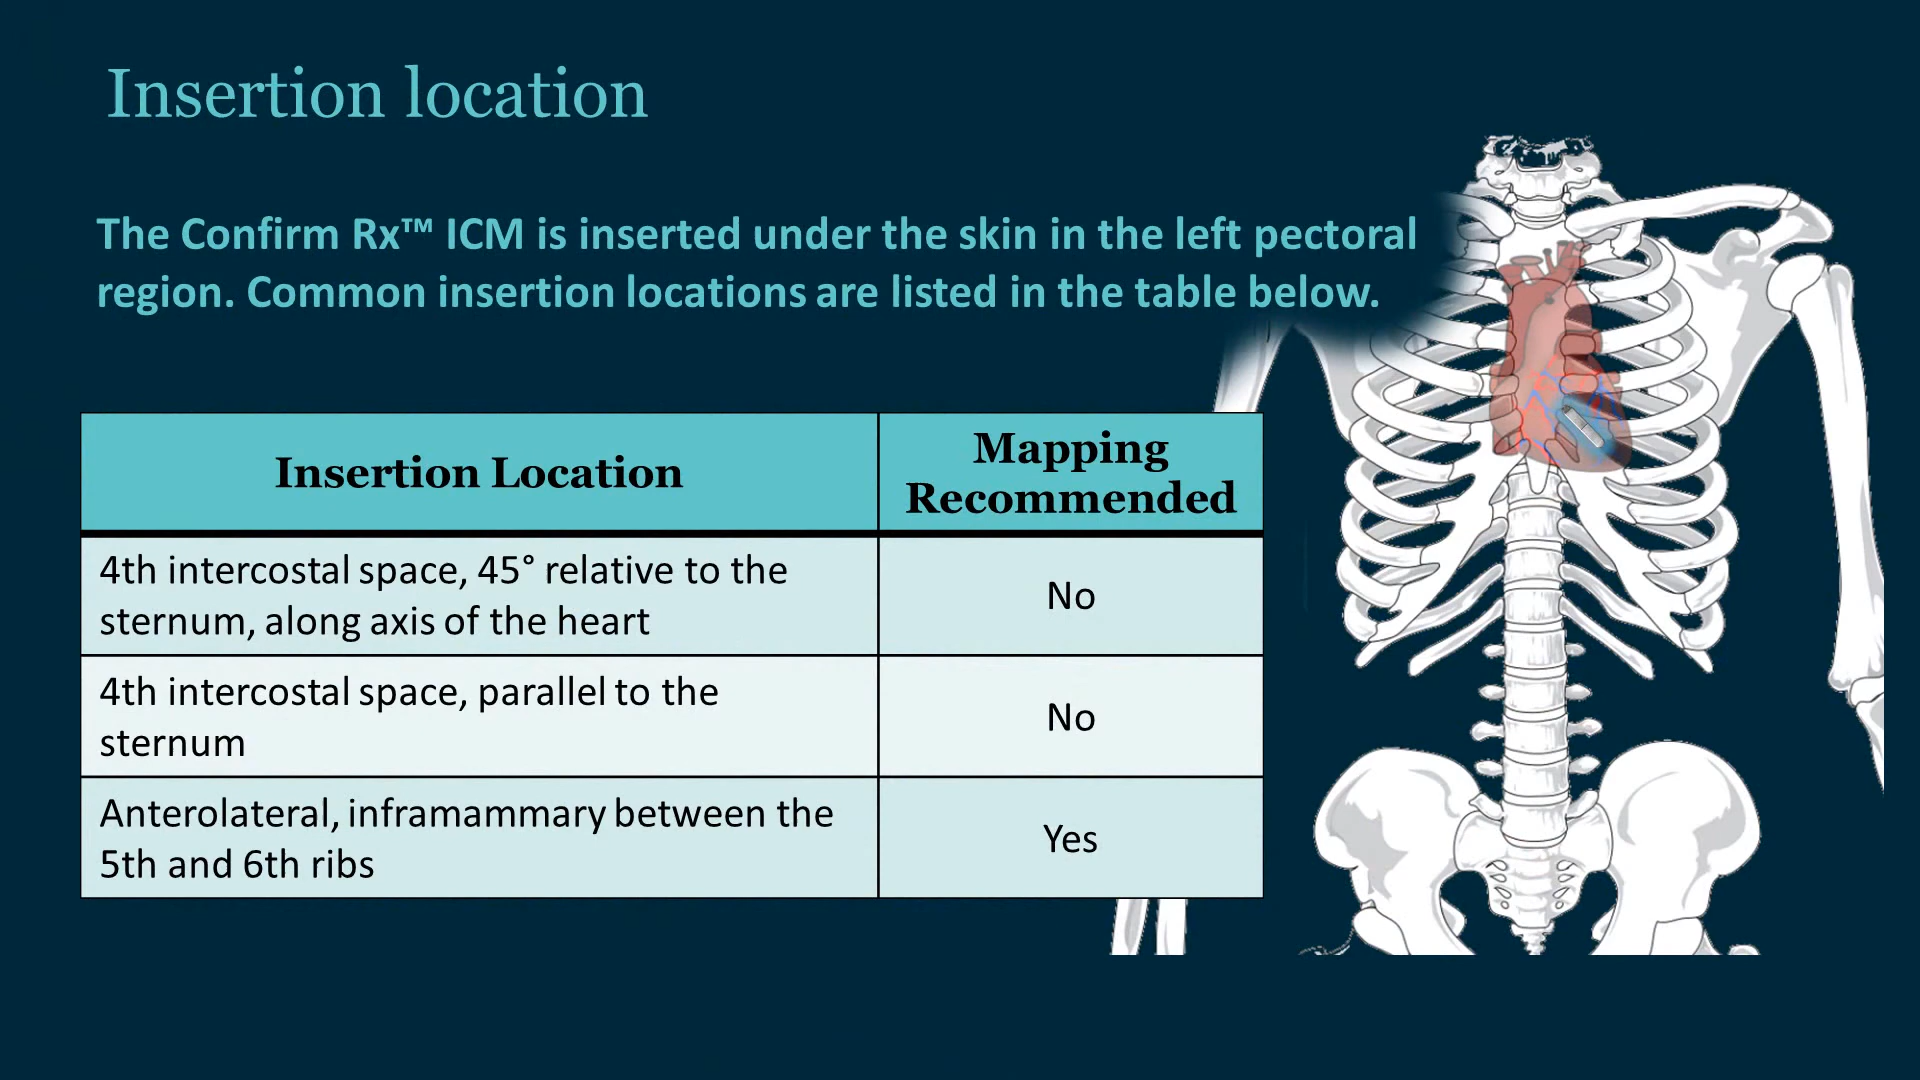 Insertion location
The Confirm Rx™ ICM is inserted under the skin in the left pectoral
region. Common insertion locations are listed in the table below.
Insertion Location
Mapping
Recommended
4th intercostal space, 45° relative to the
sternum, along axis of the heart
No
4th intercostal space, parallel to the
sternum
No
Anterolateral, inframammary between the
5th and 6th ribs
Yes